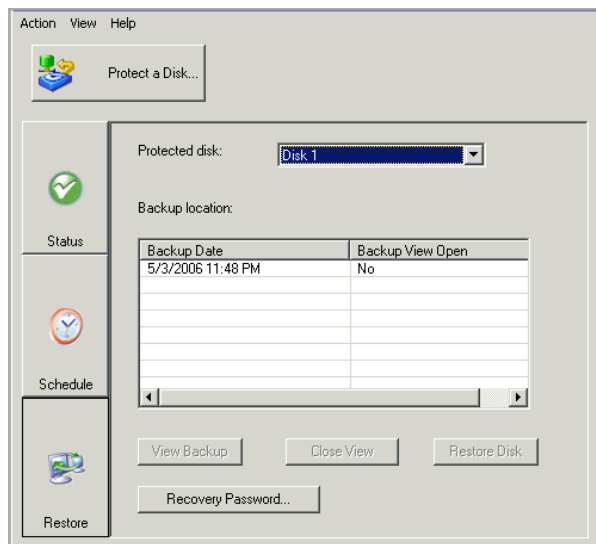 Action View Help
Protect a Disk...
Protected disk: Disk 1
Backup location:
Status
Backup Date Backup View Open
5/3/2006 11:48 PM No
Schedule
View Backup Close View Restore Disk
Recovery Password...
Restore